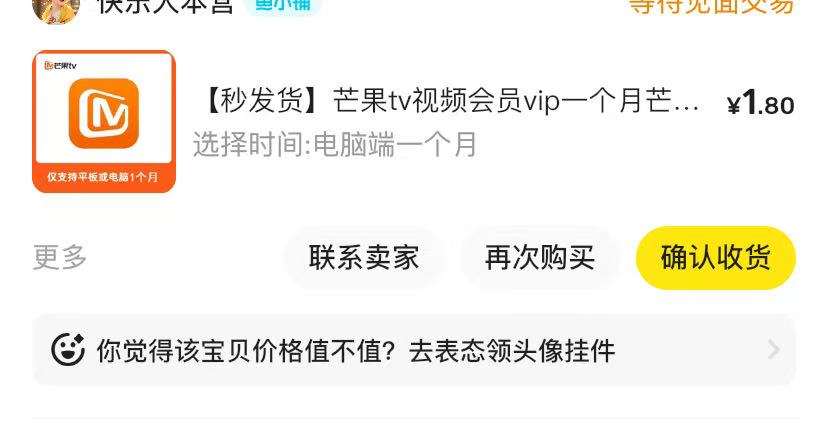 快乐大本营 鱼小铺
等待见面交易
芒果tv
【秒发货】芒果tv视频会员vip一个月芒... ¥1.80
选择时间:电脑端一个月
仅支持平板或电脑1个月
更多
联系卖家
再次购买
确认收货
你觉得该宝贝价格值不值？去表态领头像挂件